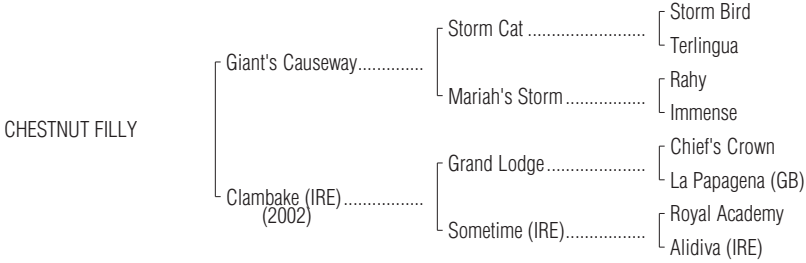 Storm Bird
Storm Cat ........................
Terlingua
Giant's Causeway..............
Rahy
Mariah's Storm .................
Immense
CHESTNUT FILLY
Chief's Crown
Grand Lodge .....................
La Papagena (GB)
Clambake (IRE) .................
(2002)
Royal Academy
Sometime (IRE).................
Alidiva (IRE)